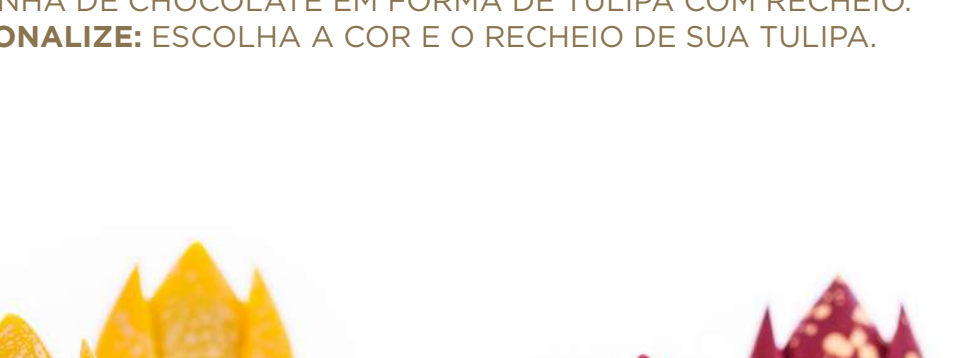 NHA DE CHOCOLATE EM FORMA DE TULIPA COM RECHEIO.
ONALIZE: ESCOLHA A COR E O RECHEIO DE SUA TULIPA.